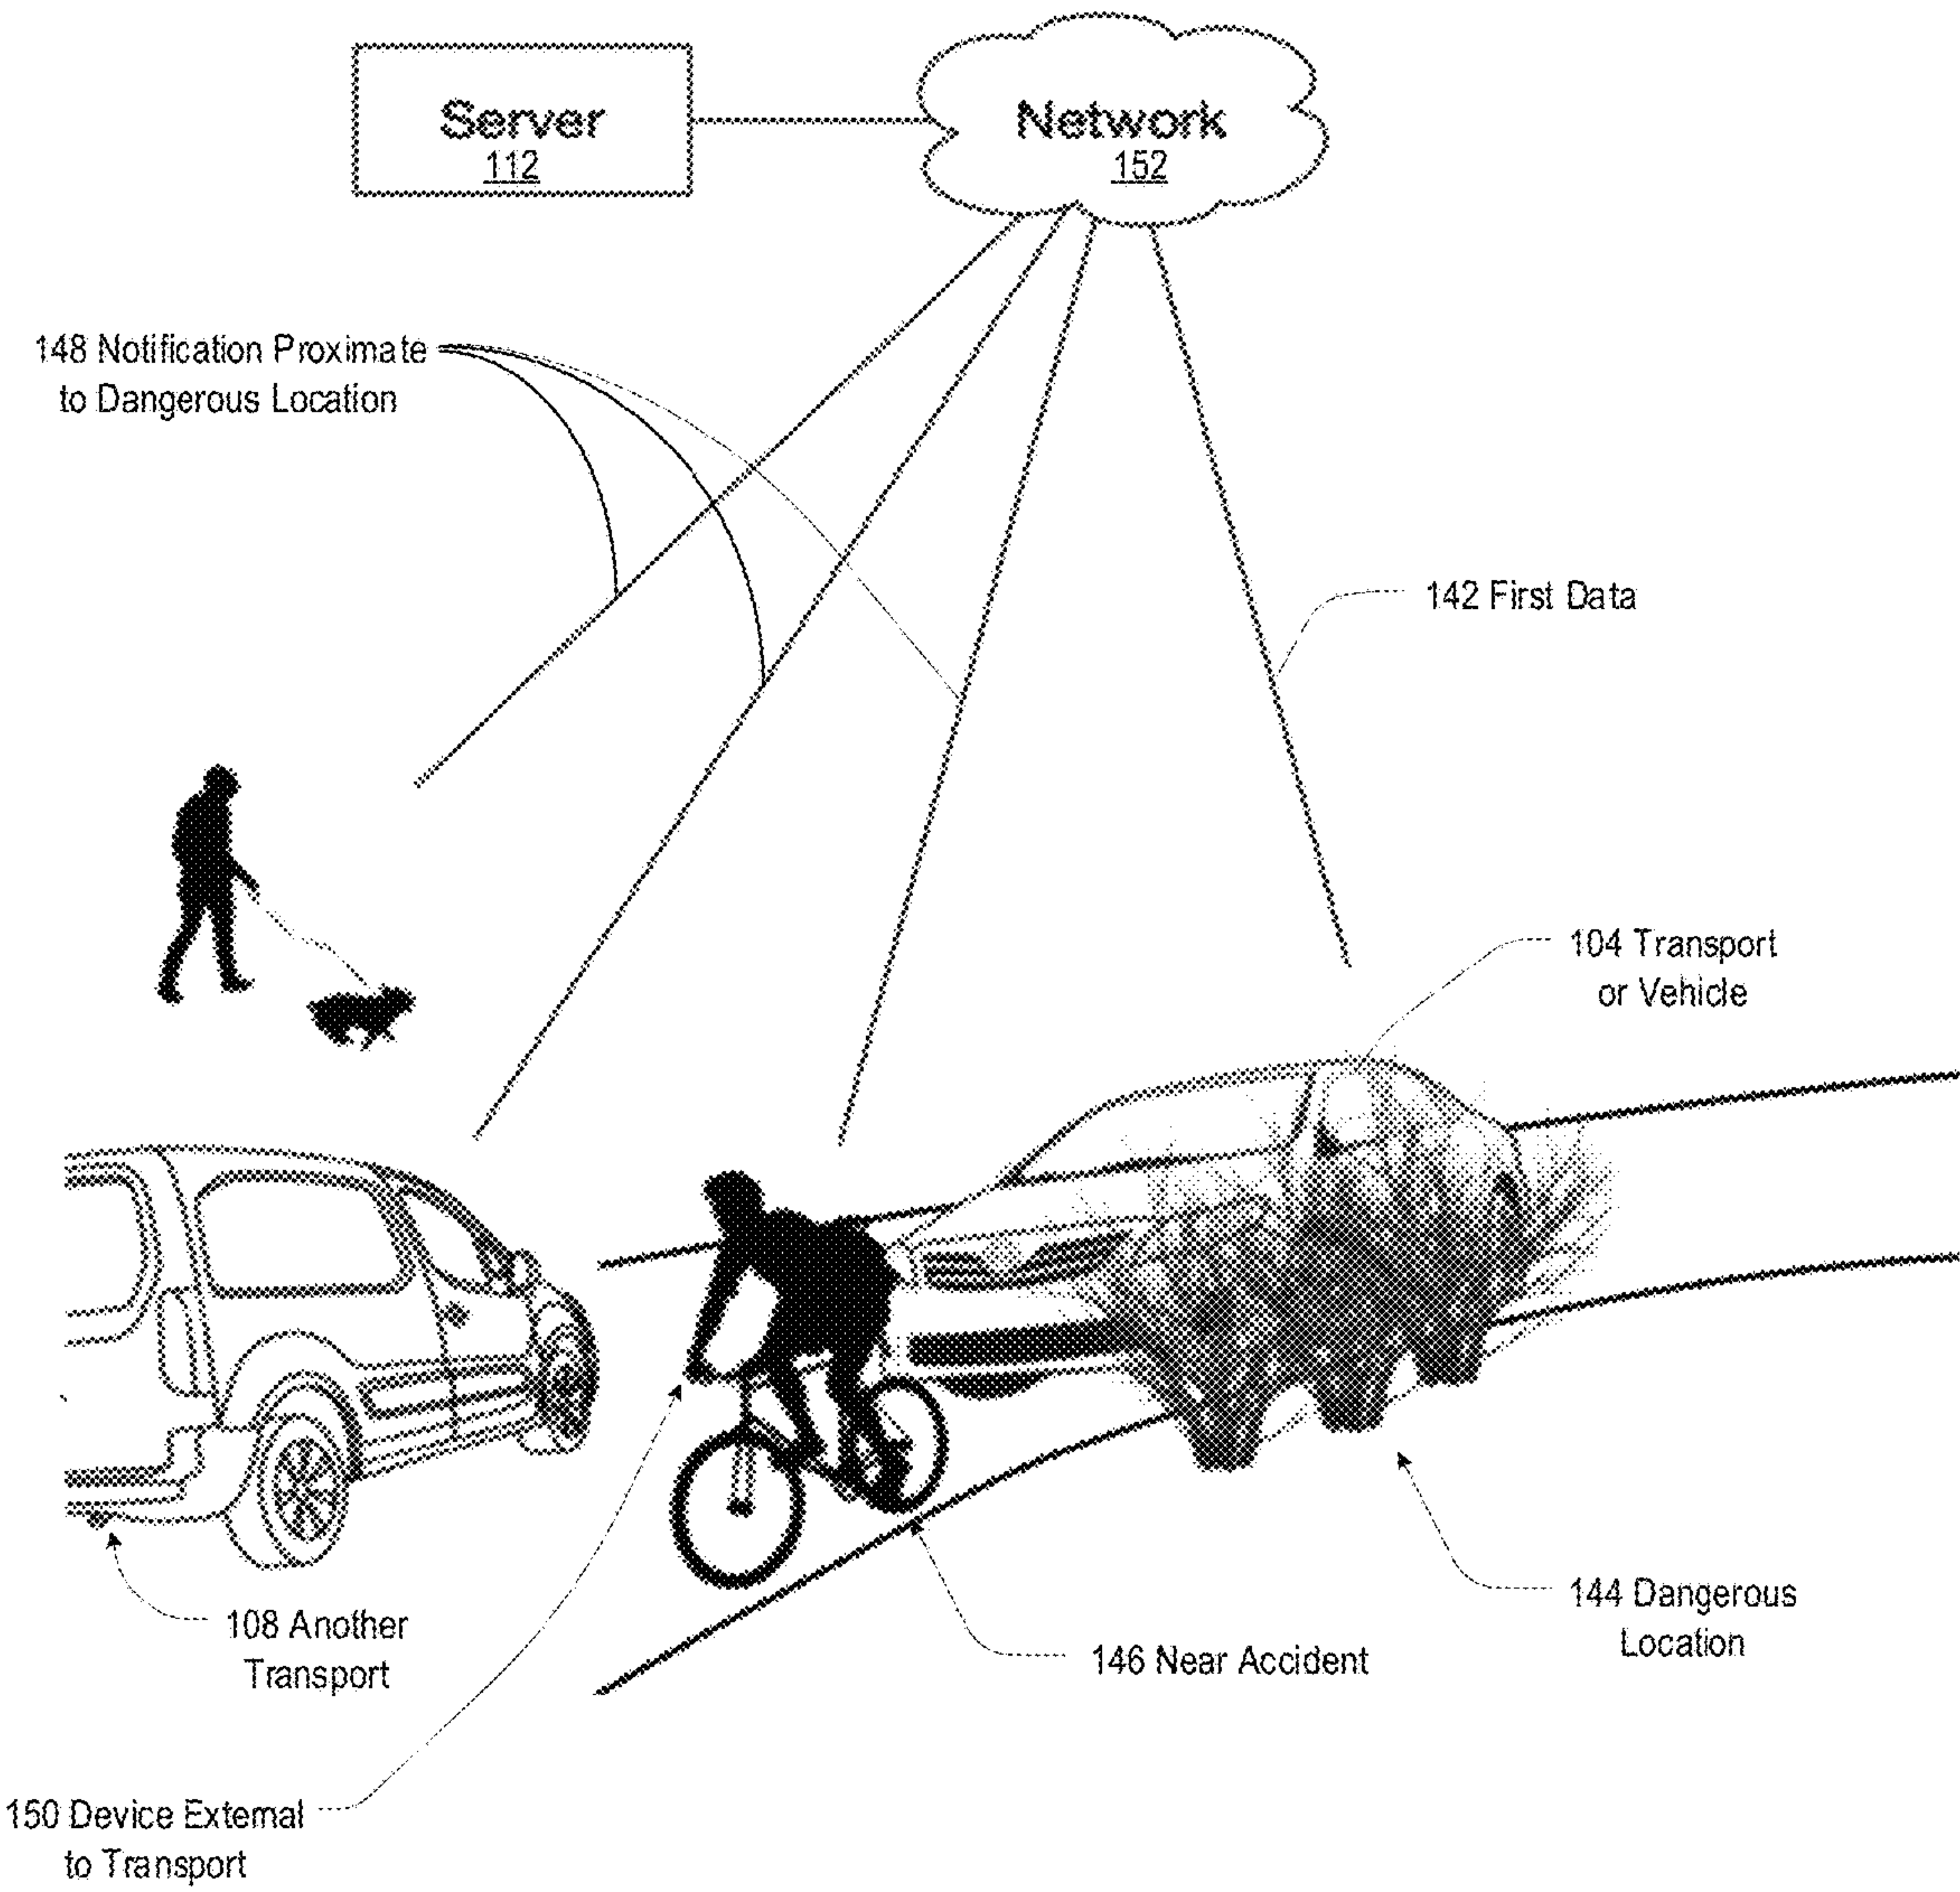 Server
112
Network
152
148 Notification Proximate
to Dangerous Location
142 First Data
104 Transport
or Vehicle
108 Another
Transport
146 Near Accident
144 Dangerous
Location
150 Device External
to Transport